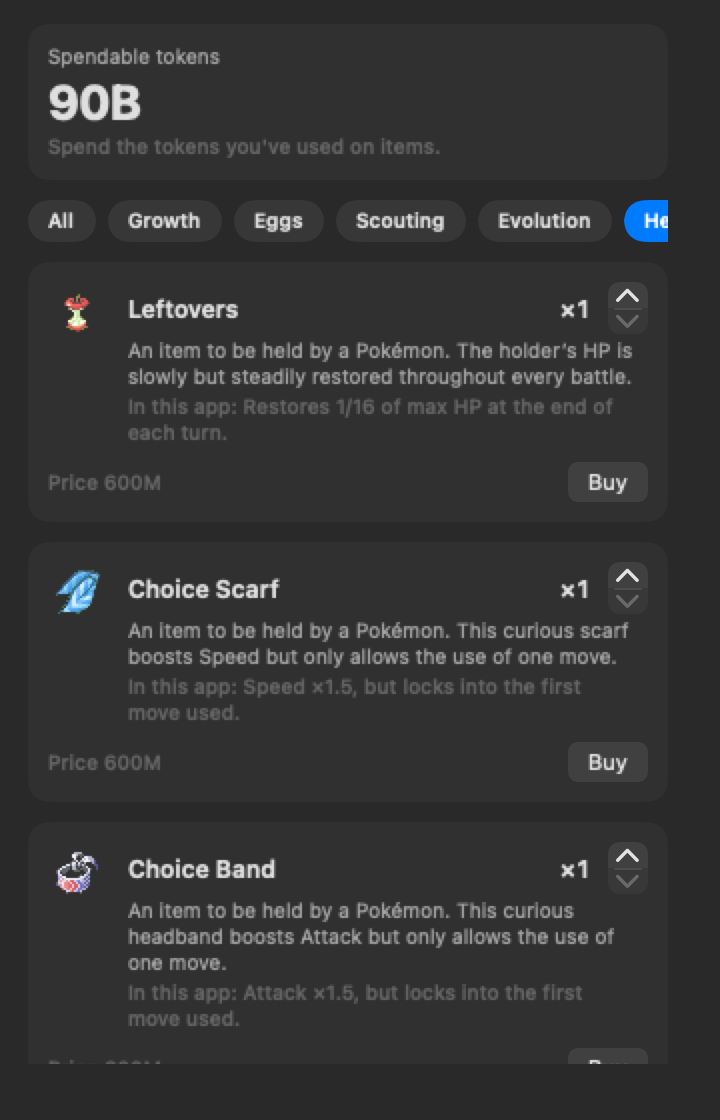 Spendable tokens
90B
Spend the tokens you've used on items.
All Growth Eggs Scouting Evolution
Leftovers ×1
An item to be held by a Pokémon. The holder’s HP is
slowly but steadily restored throughout every battle.
In this app: Restores 1/16 of max HP at the end of
each turn.
Price 600M Buy
Choice Scarf ×1
An item to be held by a Pokémon. This curious scarf
boosts Speed but only allows the use of one move.
In this app: Speed ×1.5, but locks into the first
move used.
Price 600M Buy
Choice Band ×1
An item to be held by a Pokémon. This curious
headband boosts Attack but only allows the use of
one move.
In this app: Attack ×1.5, but locks into the first
move used.